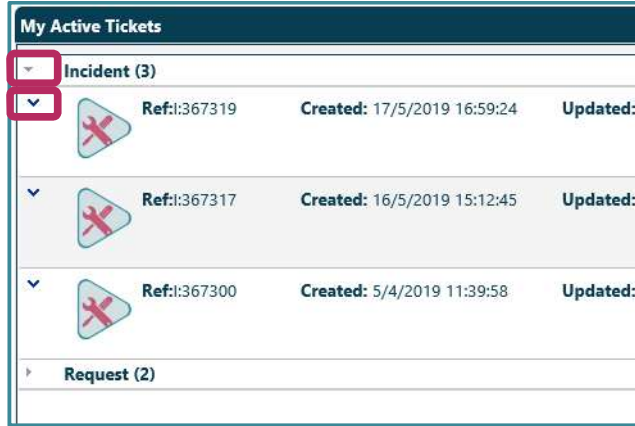 My Active Tickets
Incident (3)
Ref:I:367319 Created: 17/5/2019 16:59:24 Updated:
Ref:I:367317 Created: 16/5/2019 15:12:45 Updated:
Ref:I:367300 Created: 5/4/2019 11:39:58 Updated:
Request (2)